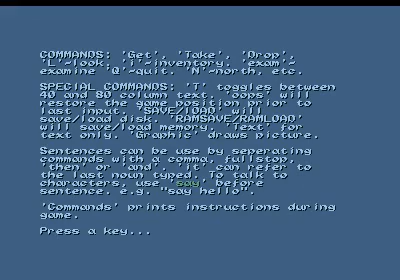 COMMANDS: 'Get', 'Take', 'Drop',
'L'~look, 'i'~inventory, 'exam'~
examine 'Q'~quit. 'N'~north, etc.
SPECIAL COMMANDS: 'T' toggles between
40 and 80 column text. 'oops' will
restore the game position prior to
last input. 'SAVE/LOAD' will
save/load disk. 'RAMSAVE/RAMLOAD'
will save/load memory. 'Text' for
text only. 'Graphic' draws picture.
Sentences can be use by seperating
commands with a comma, fullstop,
'then' or 'and'. 'it' can refer to
the last noun typed. To talk to
characters, use 'say' before
sentence. e.g. "say hello".
'Commands' prints instructions during
game.
Press a key...